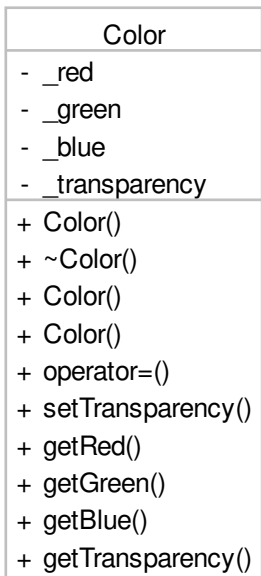 Color
- _red
- _green
- _blue
- _transparency
+ Color()
+ ~Color()
+ Color()
+ Color()
+ operator=()
+ setTransparency()
+ getRed()
+ getGreen()
+ getBlue()
+ getTransparency()